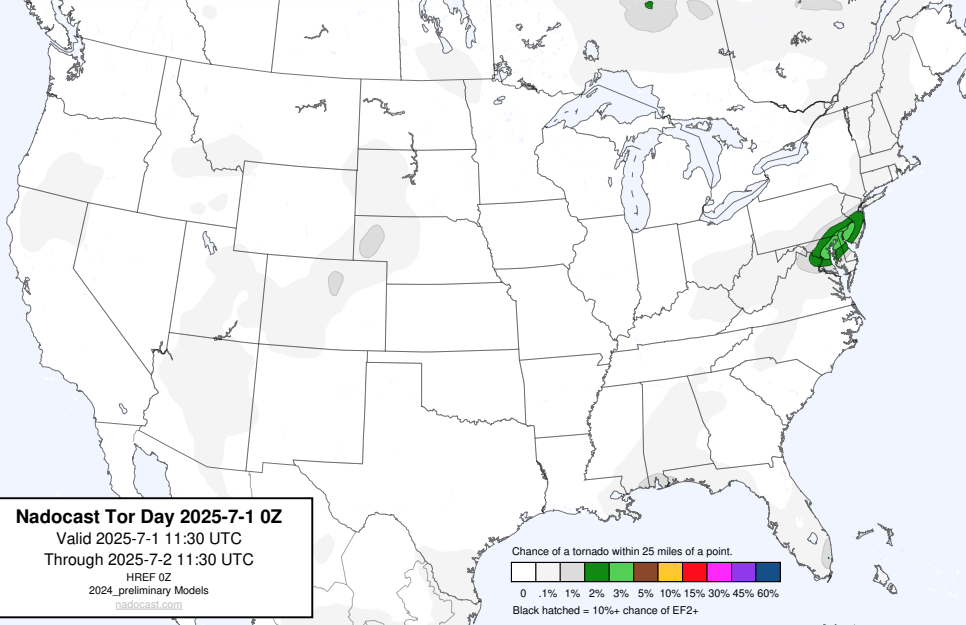 Nadocast Tor Day 2025-7-1 0Z
Valid 2025-7-1 11:30 UTC
Through 2025-7-2 11:30 UTC
HREF 0Z
2024_preliminary Models
nadocast.com
Chance of a tornado within 25 miles of a point.
0 .1% 1% 2% 3% 5% 10% 15% 30% 45% 60%
Black hatched = 10%+ chance of EF2+